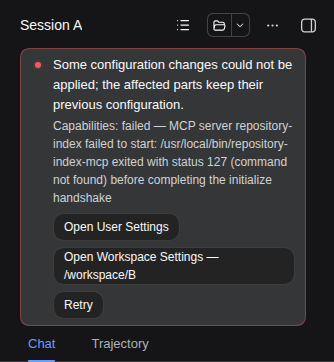 Session A
Some configuration changes could not be
applied; the affected parts keep their
previous configuration.
Capabilities: failed — MCP server repository-
index failed to start: /usr/local/bin/repository-
index-mcp exited with status 127 (command
not found) before completing the initialize
handshake
Open User Settings
Open Workspace Settings —
/workspace/B
Retry
Chat Trajectory